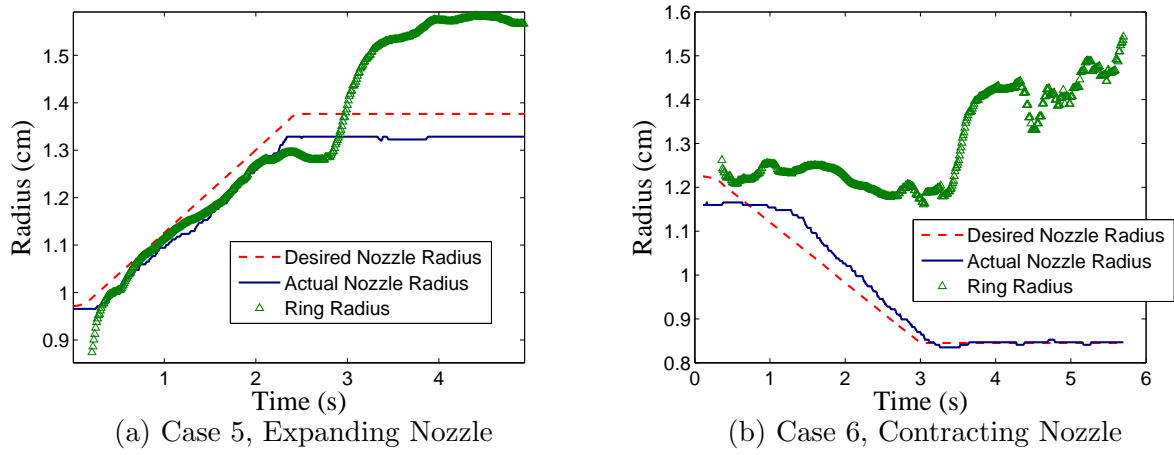 1.5
1.4
1.3
1.2
1.1
1
0.9
Radius (cm)
Desired Nozzle Radius
Actual Nozzle Radius
Ring Radius
1 2 3 4
Time (s)
(a) Case 5, Expanding Nozzle
1.6
1.5
1.4
1.3
1.2
1.1
1
0.9
0.8
Radius (cm)
Desired Nozzle Radius
Actual Nozzle Radius
Ring Radius
0 1 2 3 4 5 6
Time (s)
(b) Case 6, Contracting Nozzle